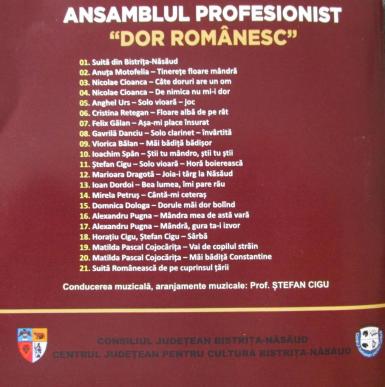 ANSAMBLUL PROFESIONIST
"DOR ROMÂNESC"
01. Suită din Bistrița-Năsăud
02. Anuța Motofelia – Tinerețe floare mândră
03. Nicolae Cioanca – Câte doruri are un om
04. Nicolae Cioanca – De nimica nu mi-i dor
05. Anghel Urs – Solo vioară – joc
06. Cristina Retegan – Floare albă de pe rât
07. Felix Gălan – Așa-mi place însurat
08. Gavrilă Danciu – Solo clarinet – învârtită
09. Viorica Bălan – Măi bădiță bădișor
10. Ioachim Spân – Știi tu mândro, știi tu știi
11. Ștefan Cigu – Solo vioară – Horă boierească
12. Marioara Dragotă – Joia-i târg la Năsăud
13. Ioan Dordoi – Bea lumea, îmi pare rău
14. Mirela Petruș – Cântă-mi ceteraș
15. Domnica Dologa – Dorule măi dor bolînd
16. Alexandru Pugna – Mândra mea de astă vară
17. Alexandru Pugna – Mândră, gura ta-i izvor
18. Horațiu Cigu, Ștefan Cigu – Sârbă
19. Matilda Pascal Cojocărița – Vai de copilul străin
20. Matilda Pascal Cojocărița – Măi bădiță Constantine
21. Suită Românească de pe cuprinsul țării
Conducerea muzicală, aranjamente muzicale: Prof. ȘTEFAN CIGU
CONSILIUL JUDEȚEAN BISTRIȚA-NĂSĂUD
CENTRUL JUDEȚEAN PENTRU CULTURĂ BISTRIȚA-NĂSĂUD